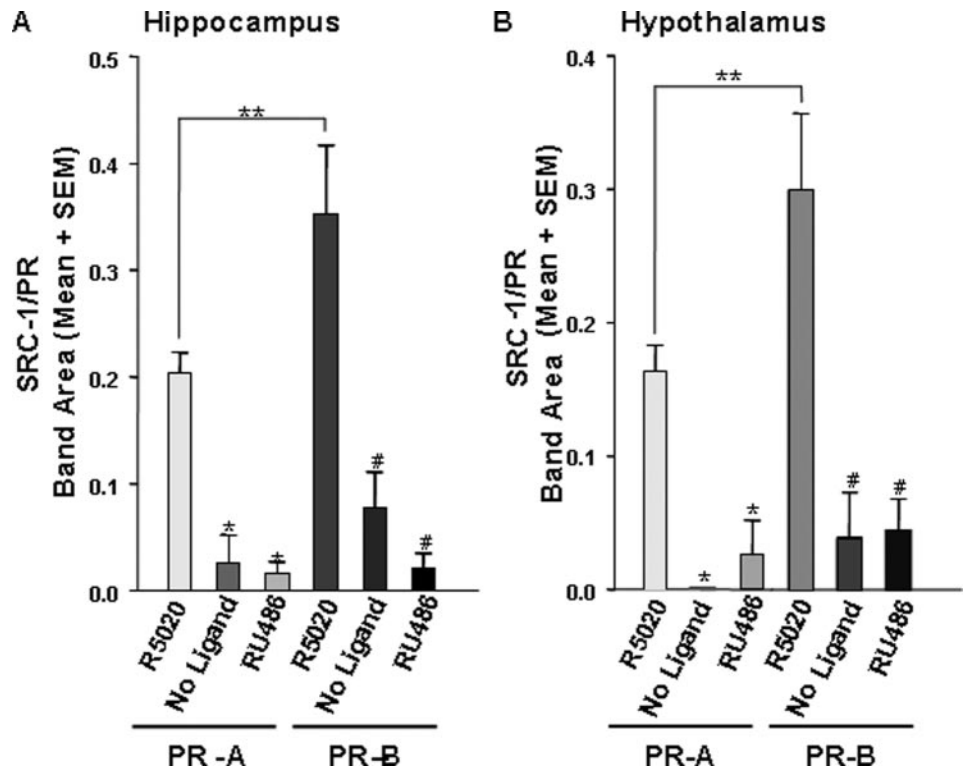 A Hippocampus
SRC-1/PR
Band Area (Mean + SEM)
0.5
0.4
0.3
0.2
0.1
0.0
**
*
*
#
#
R5020
No Ligand
RU486
R5020
No Ligand
RU486
PR -A
PR-B
B Hypothalamus
SRC-1/PR
Band Area (Mean + SEM)
0.4
0.3
0.2
0.1
0.0
**
*
*
#
#
R5020
No Ligand
RU486
R5020
No Ligand
RU486
PR-A
PR-B